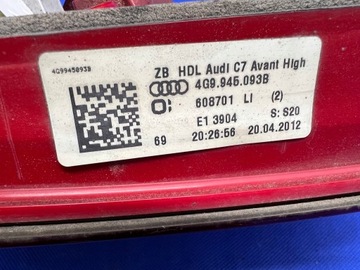 4G9945093B
ZB HDL Audi C7 Avant High
4G9.945.093B
608701 LI (2)
E1 3904 S: S20
69 20:26:56 20.04.2012